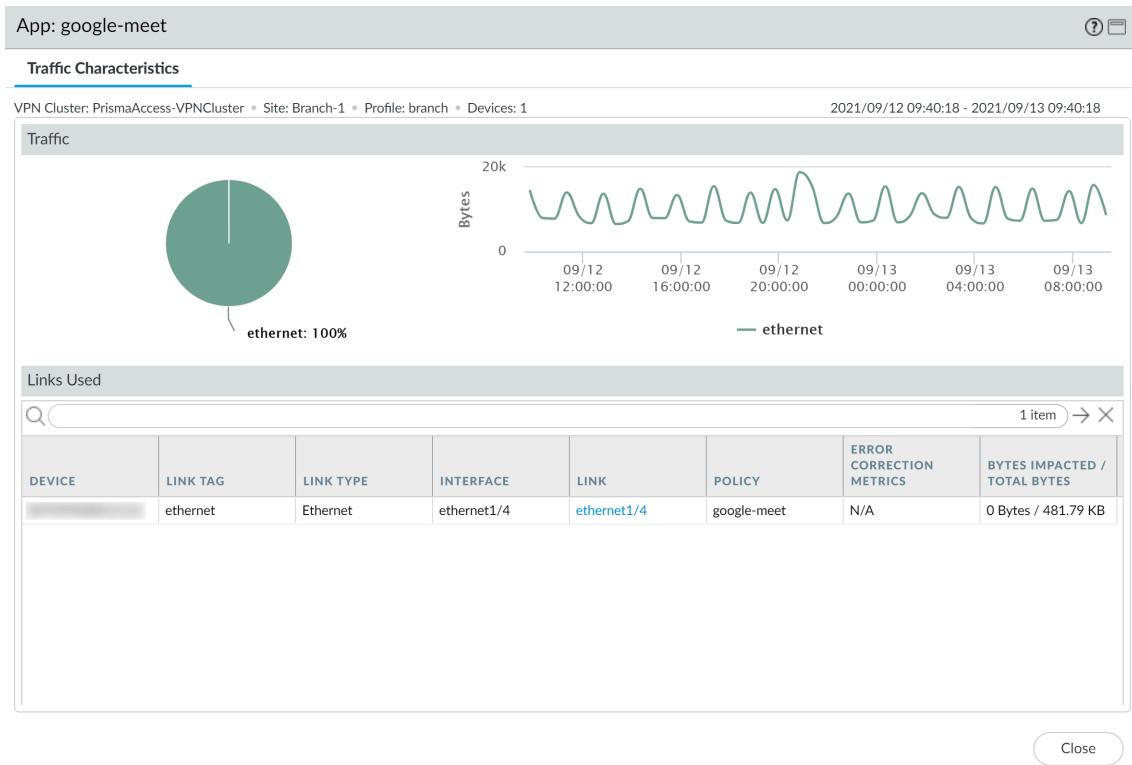 App: google-meet
Traffic Characteristics
VPN Cluster: PrismaAccess-VPNCluster • Site: Branch-1 • Profile: branch • Devices: 1
2021/09/12 09:40:18 - 2021/09/13 09:40:18
Traffic
ethernet: 100%
Bytes
20k
0
09/12 12:00:00
09/12 16:00:00
09/12 20:00:00
09/13 00:00:00
09/13 04:00:00
09/13 08:00:00
ethernet
Links Used
1 item
DEVICE
LINK TAG
LINK TYPE
INTERFACE
LINK
POLICY
ERROR CORRECTION METRICS
BYTES IMPACTED / TOTAL BYTES
ethernet
Ethernet
ethernet1/4
ethernet1/4
google-meet
N/A
0 Bytes / 481.79 KB
Close